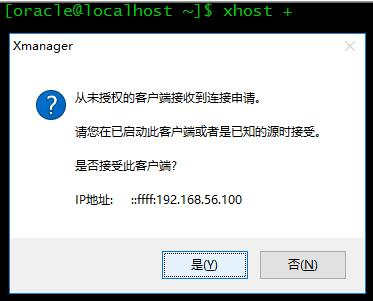 [oracle@localhost ~]$ xhost +
Xmanager
从未授权的客户端接收到连接申请。
请您在已启动此客户端或者是已知的源时接受。
是否接受此客户端?
IP地址: ::ffff:192.168.56.100
是(Y)
否(N)